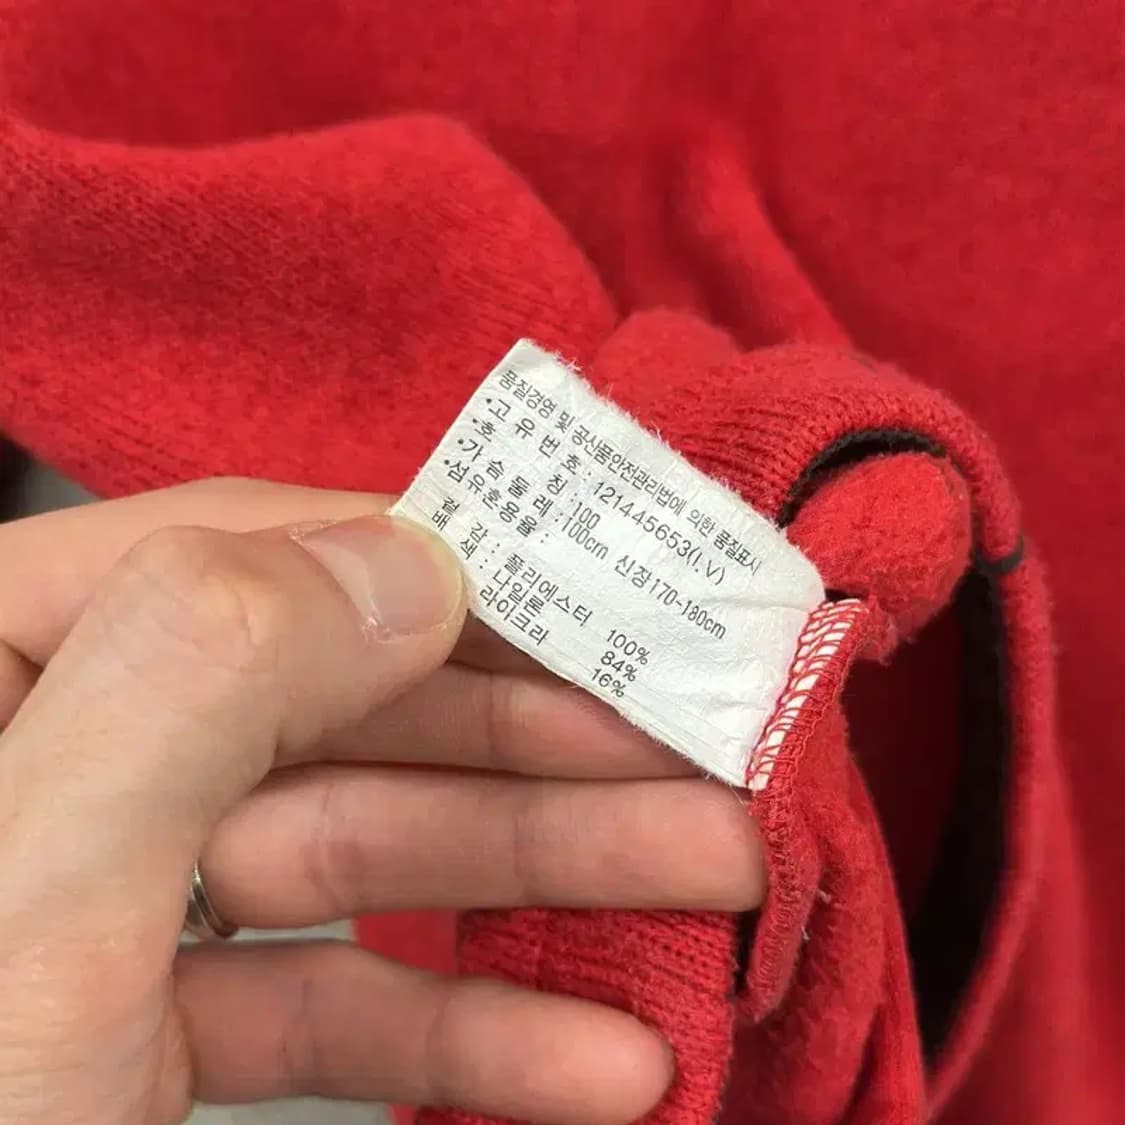 품질경영 및 공산품안전관리법에 의한 품질표시
·고유번호 : 121445653(I.V)
·호칭 : 100
·가슴둘레 : 100cm 신장170-180cm
·섬유혼용율 :
겉감 : 폴리에스터 100%
배색 : 나일론 84%
라이크라 16%